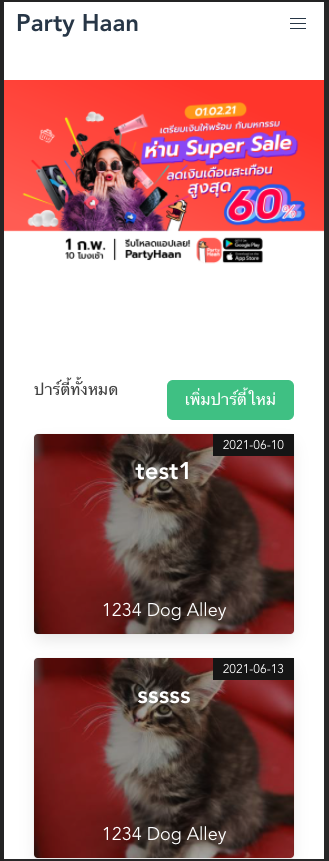 Party Haan
01.02.21
เตรียมเงินให้พร้อม กับมหกรรม
ห่าน Super Sale
ลดเงินเดือนสะเทือน
สูงสุด
60%
1 ก.พ.
10 โมงเช้า
รีบโหลดแอปเลย!
PartyHaan
Google Play
App Store
ปาร์ตี้ทั้งหมด
เพิ่มปาร์ตี้ใหม่
2021-06-10
test1
1234 Dog Alley
2021-06-13
sssss
1234 Dog Alley